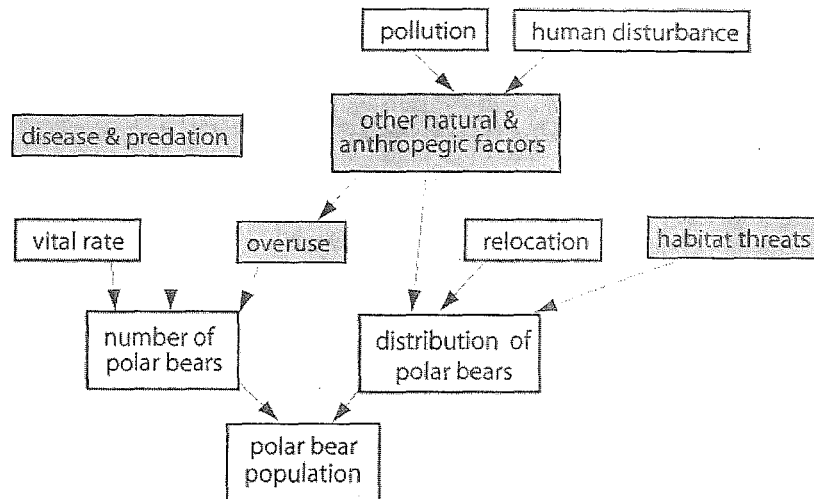 pollution
human disturbance
other natural &
anthropegic factors
disease & predation
vital rate
overuse
relocation
habitat threats
number of
polar bears
distribution of
polar bears
polar bear
population